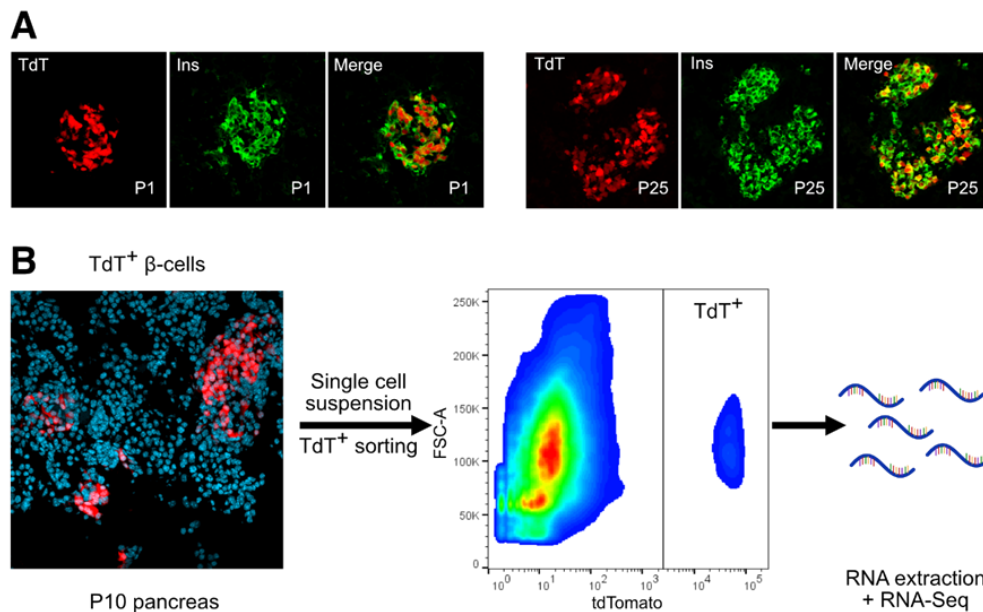 A
TdT
Ins
Merge
P1
P1
P1
TdT
Ins
Merge
P25
P25
P25
B
TdT⁺ β-cells
P10 pancreas
Single cell
suspension
TdT⁺ sorting
FSC-A
250K
200K
150K
100K
50K
0
TdT⁺
10⁰
10¹
10²
10³
10⁴
10⁵
tdTomato
RNA extraction
+ RNA-Seq